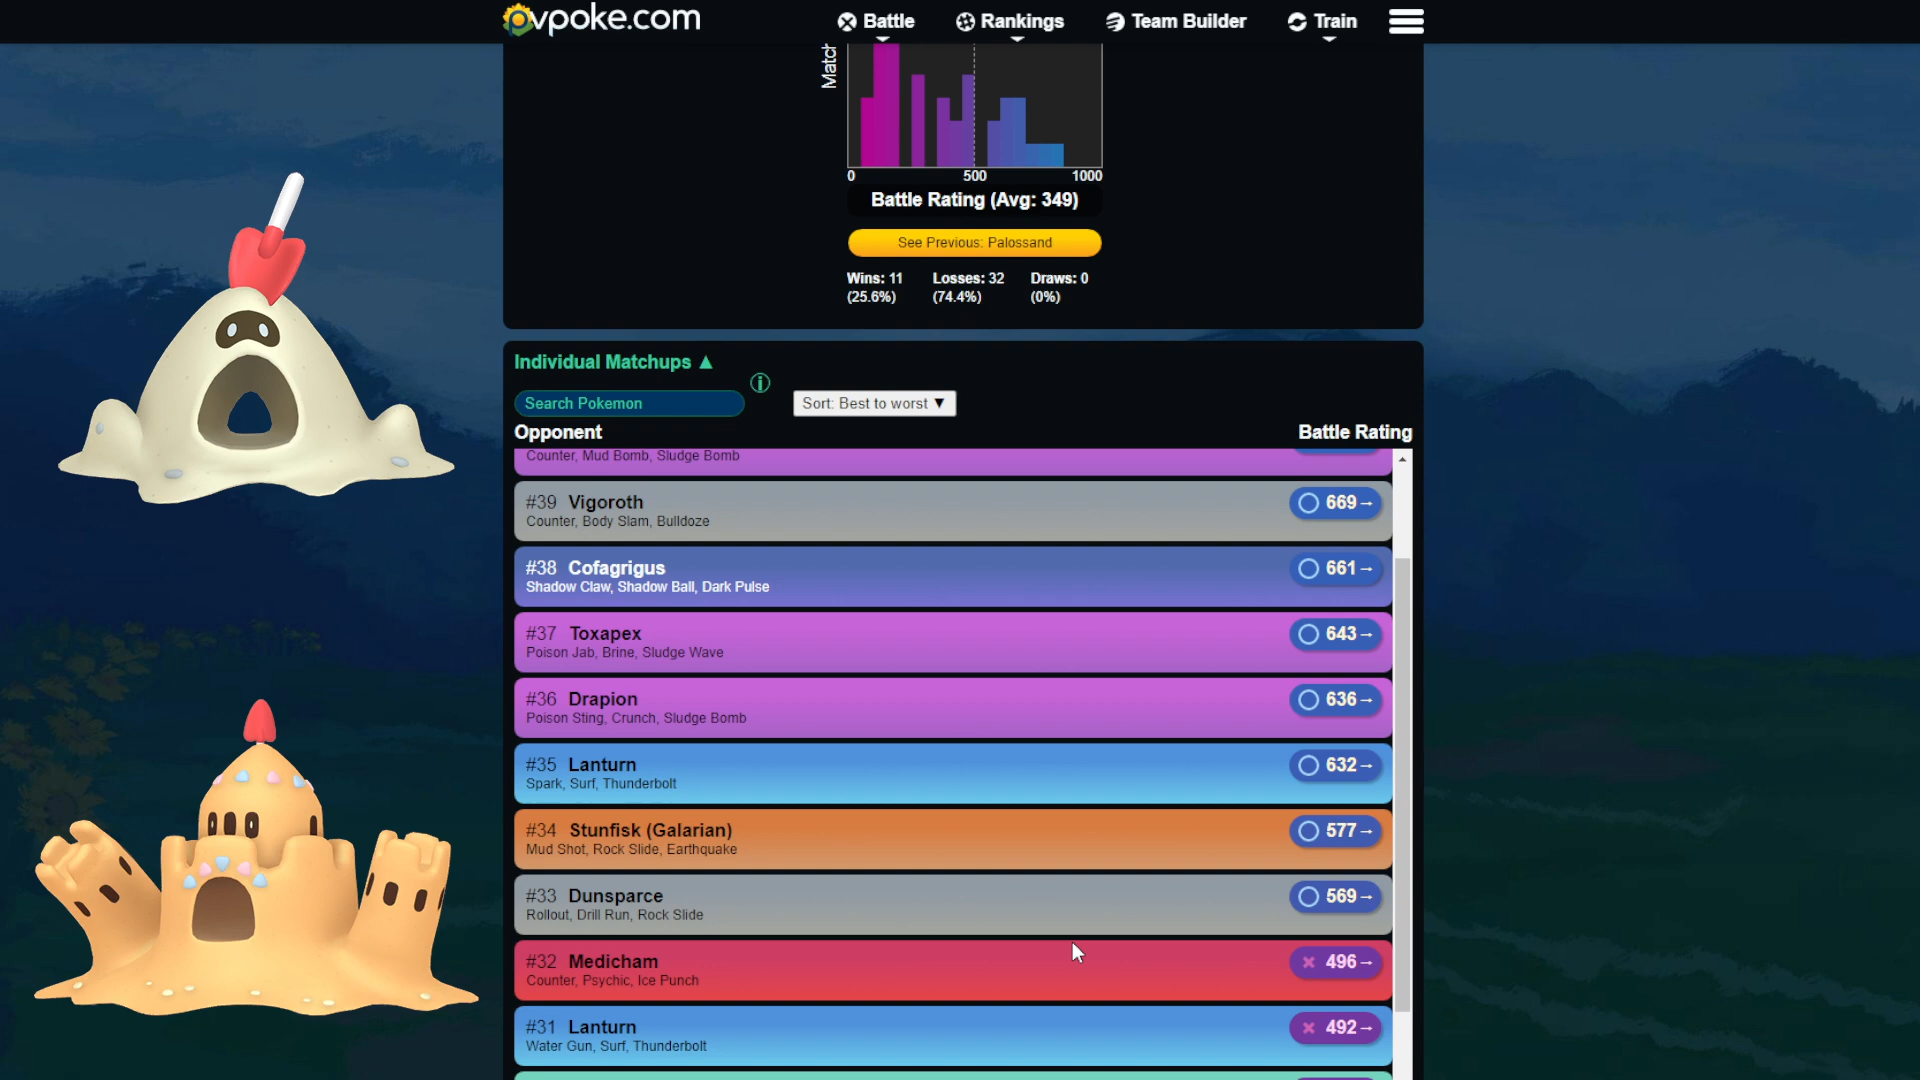 pvpoke.com
Battle
Rankings
Team Builder
Train
Matc
0
500
1000
Battle Rating (Avg: 349)
See Previous: Palossand
Wins: 11
(25.6%)
Losses: 32
(74.4%)
Draws: 0
(0%)
Individual Matchups ▲
i
Search Pokemon
Sort: Best to worst ▼
Opponent
Battle Rating
Counter, Mud Bomb, Sludge Bomb
#39 Vigoroth
Counter, Body Slam, Bulldoze
669→
#38 Cofagrigus
Shadow Claw, Shadow Ball, Dark Pulse
661→
#37 Toxapex
Poison Jab, Brine, Sludge Wave
643→
#36 Drapion
Poison Sting, Crunch, Sludge Bomb
636→
#35 Lanturn
Spark, Surf, Thunderbolt
632→
#34 Stunfisk (Galarian)
Mud Shot, Rock Slide, Earthquake
577→
#33 Dunsparce
Rollout, Drill Run, Rock Slide
569→
#32 Medicham
Counter, Psychic, Ice Punch
496→
#31 Lanturn
Water Gun, Surf, Thunderbolt
492→